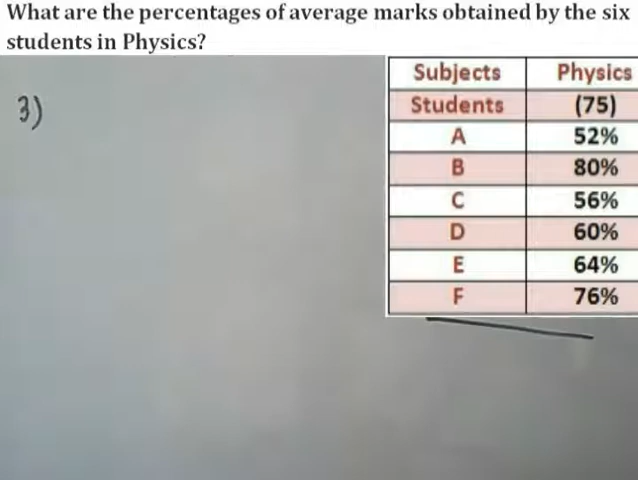 What are the percentages of average marks obtained by the six
students in Physics?
3)
Subjects Physics
Students (75)
A 52%
B 80%
C 56%
D 60%
E 64%
F 76%